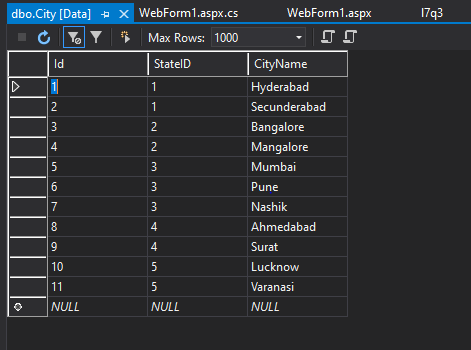 dbo.City [Data] WebForm1.aspx.cs WebForm1.aspx I7q3
Max Rows: 1000
Id StateID CityName
1 1 Hyderabad
2 1 Secunderabad
3 2 Bangalore
4 2 Mangalore
5 3 Mumbai
6 3 Pune
7 3 Nashik
8 4 Ahmedabad
9 4 Surat
10 5 Lucknow
11 5 Varanasi
NULL NULL NULL